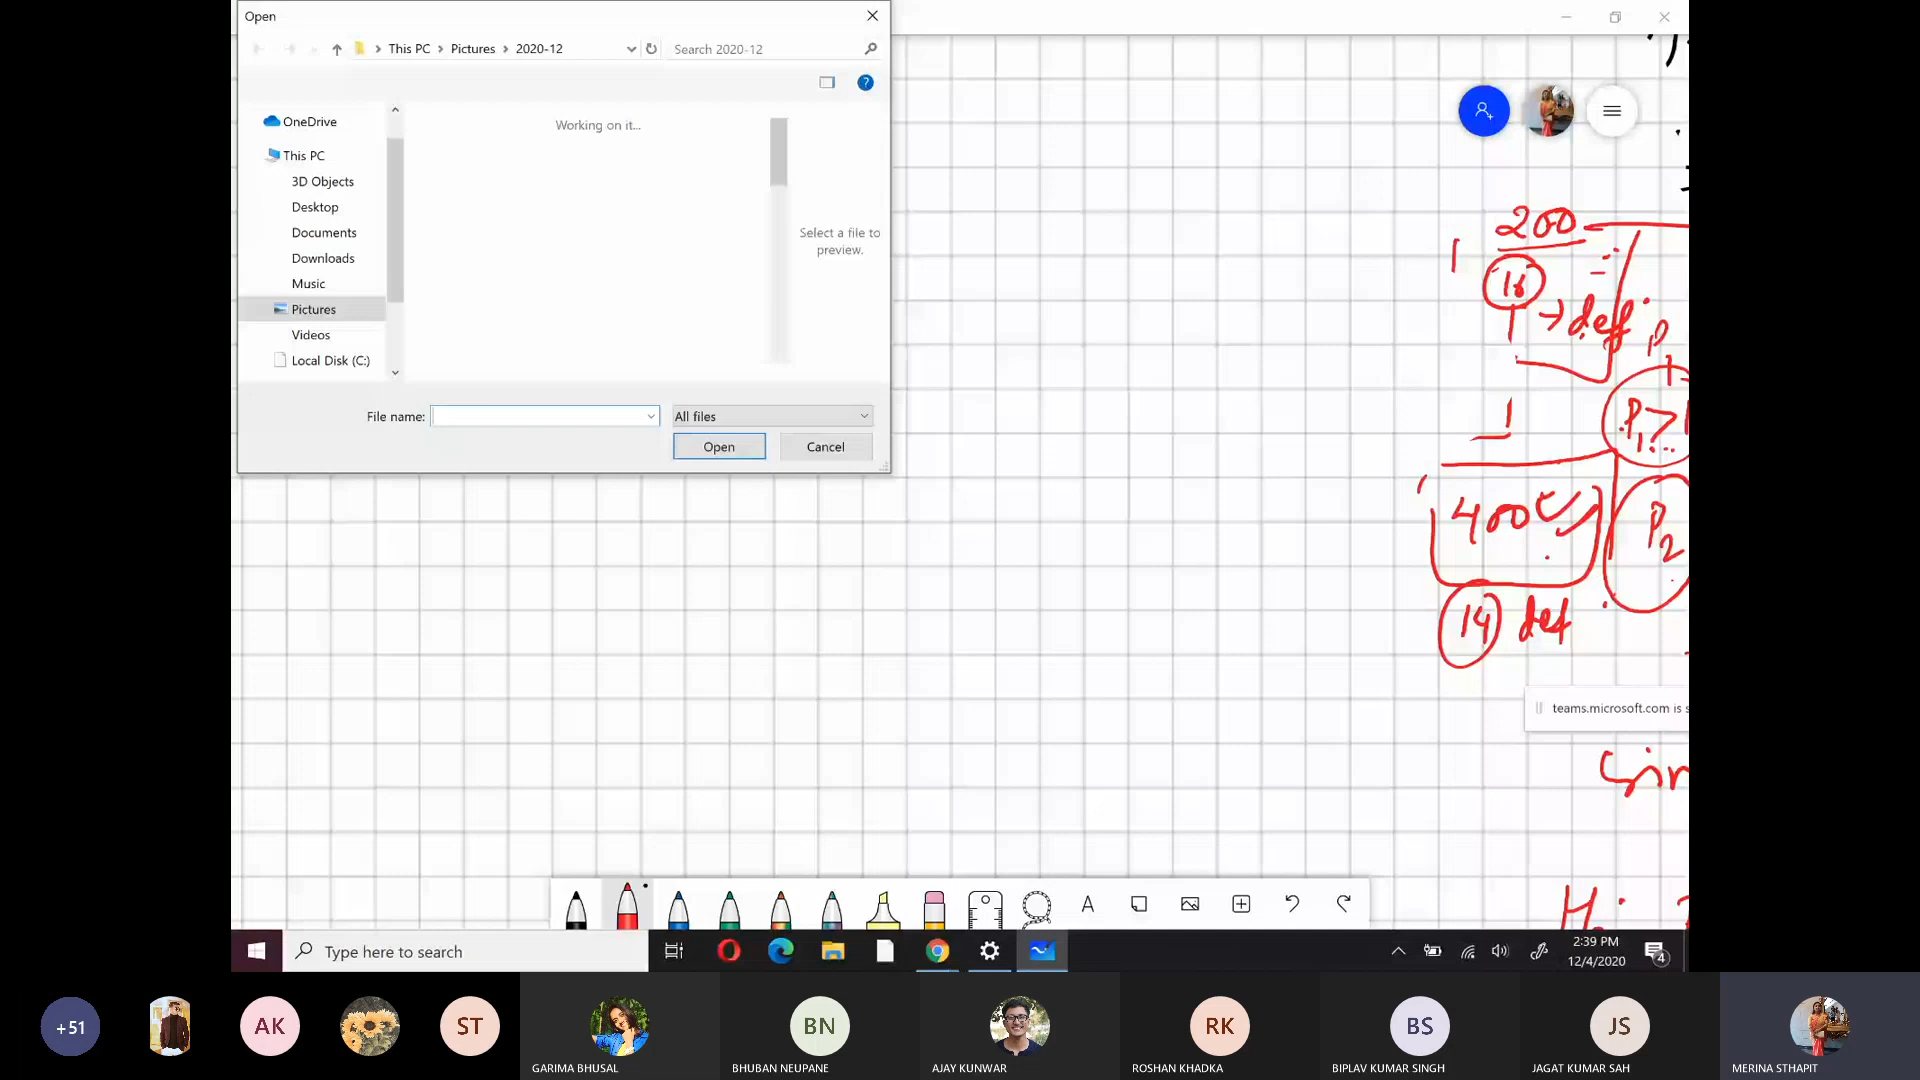 Open
This PC
Pictures
2020-12
Search 2020-12
OneDrive
This PC
3D Objects
Desktop
Documents
Downloads
Music
Pictures
Videos
Local Disk (C:)
Working on it...
Select a file to
preview.
File name:
All files
Open
Cancel
200
→ def
P
1
400
P2
14 def
teams.microsoft.com is s
Type here to search
2:39 PM
12/4/2020
4
+51
AK
ST
GARIMA BHUSAL
BN
BHUBAN NEUPANE
AJAY KUNWAR
RK
ROSHAN KHADKA
BS
BIPLAV KUMAR SINGH
JS
JAGAT KUMAR SAH
MERINA STHAPIT